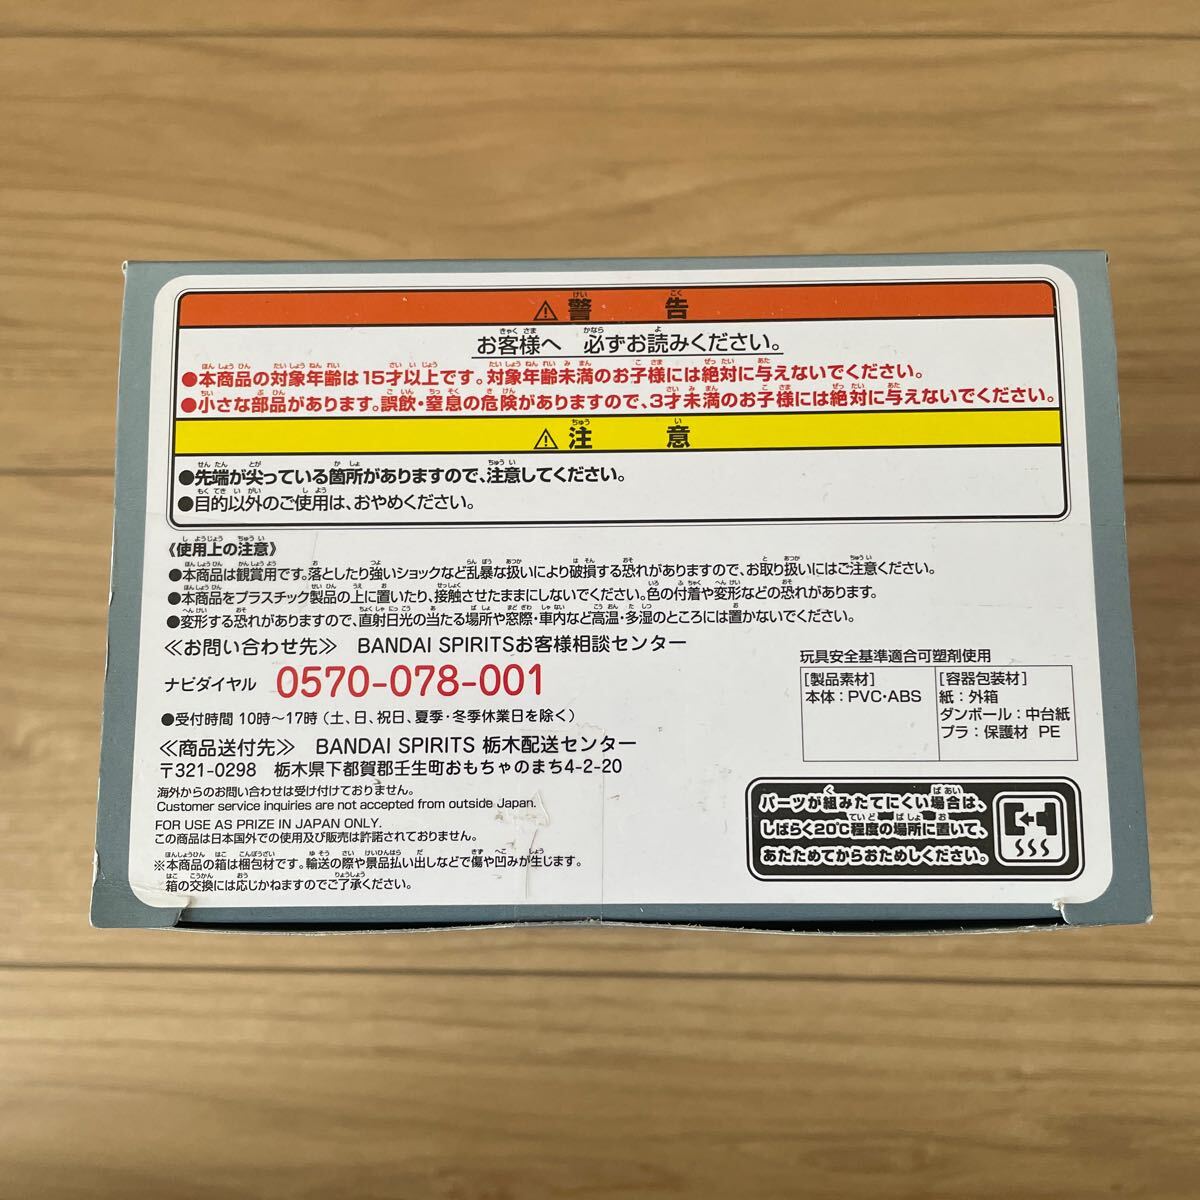 ⚠警告
お客様へ 必ずお読みください。
●本商品の対象年齢は15才以上です。対象年齢未満のお子様には絶対に与えないでください。
●小さな部品があります。誤飲・窒息の危険がありますので、3才未満のお子様には絶対に与えないでください。
⚠注意
●先端が尖っている箇所がありますので、注意してください。
●目的以外のご使用は、おやめください。
《使用上の注意》
●本商品は観賞用です。落としたり強いショックなど乱暴な扱いにより破損する恐れがありますので、お取り扱いにはご注意ください。
●本商品をプラスチック製品の上に置いたり、接触させたままにしないでください。色の付着や変形などの恐れがあります。
●変形する恐れがありますので、直射日光の当たる場所や窓際・車内など高温・多湿のところには置かないでください。
≪お問い合わせ先≫ BANDAI SPIRITSお客様相談センター
ナビダイヤル 0570-078-001
●受付時間 10時〜17時（土、日、祝日、夏季・冬季休業日を除く）
≪商品送付先≫ BANDAI SPIRITS 栃木配送センター
〒321-0298 栃木県下都賀郡壬生町おもちゃのまち4-2-20
海外からのお問い合わせは受け付けておりません。
Customer service inquiries are not accepted from outside Japan.
FOR USE AS PRIZE IN JAPAN ONLY.
この商品は日本国外での使用及び販売は許諾されておりません。
※本商品の箱は梱包材です。輸送の際や景品払い出しなどで傷や凹みが生じます。
箱の交換には応じかねますのでご了承ください。
玩具安全基準適合可塑剤使用
[製品素材]
本体：PVC・ABS
[容器包装材]
紙：外箱
ダンボール：中台紙
プラ：保護材 PE
パーツが組みたてにくい場合は、
しばらく20℃程度の場所に置いて、
あたためてからおためしください。